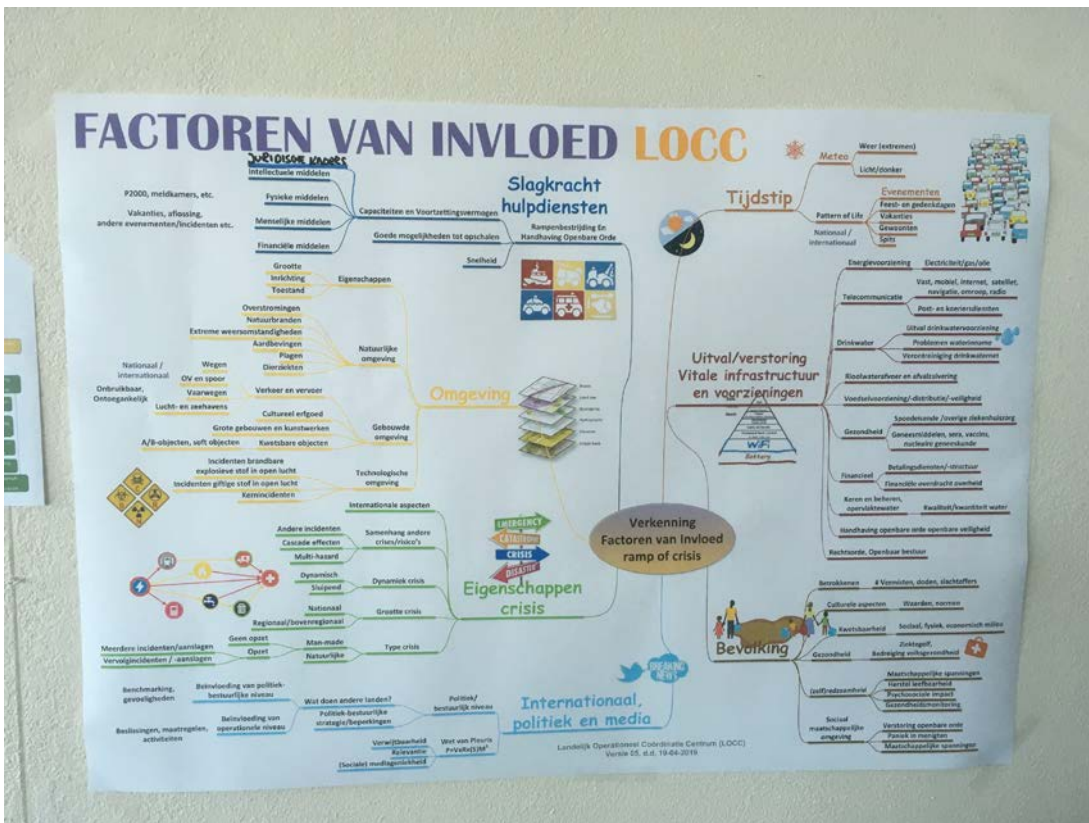 FACTOREN VAN INVLOED LOCC
JURIDISCHE KADERS
Intellectuele middelen
P2000, meldkamers, etc.
Fysieke middelen
Vakanties, aflossing,
andere evenementen/incidenten etc.
Menselijke middelen
Financiële middelen
Capaciteiten en Voortzettingsvermogen
Goede mogelijkheden tot opschalen
Snelheid
Slagkracht
hulpdiensten
Rampenbestrijding En
Handhaving Openbare Orde
Tijdstip
Meteo
Weer (extremen)
Licht/donker
Pattern of Life
Nationaal /
internationaal
Evenementen
Feest- en gedenkdagen
Vakanties
Gewoonten
Spits
Grootte
Inrichting
Toestand
Eigenschappen
Overstromingen
Natuurbranden
Extreme weersomstandigheden
Aardbevingen
Plagen
Dierziekten
Natuurlijke
omgeving
Nationaal /
internationaal
Onbruikbaar,
Ontoegankelijk
Wegen
OV en spoor
Vaarwegen
Lucht- en zeehavens
Verkeer en vervoer
Cultureel erfgoed
Grote gebouwen en kunstwerken
A/B-objecten, soft objecten
Kwetsbare objecten
Gebouwde
omgeving
Incidenten brandbare
explosieve stof in open lucht
Incidenten giftige stof in open lucht
Kernincidenten
Technologische
omgeving
Omgeving
Uitval/verstoring
Vitale infrastructuur
en voorzieningen
WiFi
Battery
Energievoorziening
Electriciteit/gas/olie
Telecommunicatie
Vast, mobiel, internet, satelliet,
navigatie, omroep, radio
Post- en koeriersdiensten
Drinkwater
Uitval drinkwatervoorziening
Problemen waterinname
Verontreiniging drinkwaternet
Rioolwaterafvoer en afvalzuivering
Voedselvoorziening/-distributie/-veiligheid
Gezondheid
Spoedeisende /overige ziekenhuiszorg
Geneesmiddelen, sera, vaccins,
nucleaire geneeskunde
Financieel
Betalingsdiensten/-structuur
Financiële overdracht overheid
Keren en beheren,
oppervlaktewater
Kwaliteit/kwantiteit water
Handhaving openbare orde openbare veiligheid
Rechtsorde, Openbaar bestuur
Verkenning
Factoren van Invloed
ramp of crisis
EMERGENCY
CATASTROPHE
CRISIS
DISASTER
Eigenschappen
crisis
Internationale aspecten
Andere incidenten
Cascade effecten
Multi-hazard
Samenhang andere
crises/risico's
Dynamisch
Sluipend
Dynamiek crisis
Nationaal
Regionaal/bovenregionaal
Grootte crisis
Meerdere incidenten/aanslagen
Vervolgincidenten / -aanslagen
Geen opzet
Opzet
Man-made
Natuurlijke
Type crisis
Bevolking
Betrokkenen
# Vermisten, doden, slachtoffers
Culturele aspecten
Waarden, normen
Kwetsbaarheid
Sociaal, fysiek, economisch milieu
Gezondheid
Ziektegolf,
Bedreiging volksgezondheid
(zelf)redzaamheid
Maatschappelijke spanningen
Herstel leefbaarheid
Psychosociale impact
Gezondheidsmonitoring
Sociaal
maatschappelijke
omgeving
Verstoring openbare orde
Paniek in menigten
Maatschappelijke spanningen
BREAKING
NEWS
Internationaal,
politiek en media
Benchmarking,
gevoeligheden
Beïnvloeding van politiek-
bestuurlijke niveau
Beslissingen, maatregelen,
activiteiten
Beïnvloeding van
operationele niveau
Wat doen andere landen?
Politiek-bestuurlijke
strategie/beperkingen
Politiek/
bestuurlijk niveau
Verwijtbaarheid
Relevantie
(Sociale) mediageniekheid
Wet van Pleuris
Landelijk Operationeel Coördinatie Centrum (LOCC)
Versie 05, d.d. 19-04-2019